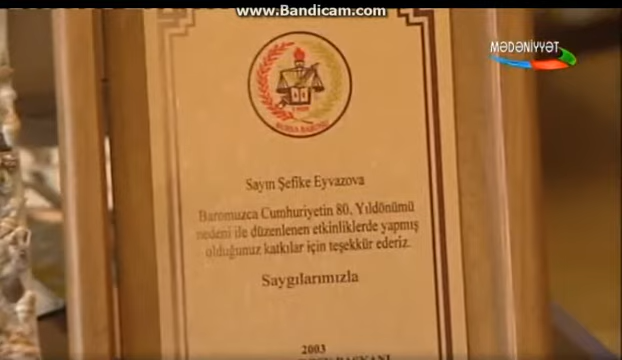 www.Bandicam.com
MƏDƏNİYYƏT
BURSA BAROSU
Sayın Şefike Eyvazova
Baromuzca Cumhuriyetin 80. Yıldönümü
nedeni ile düzenlenen etkinliklerde yapmış
olduğunuz katkılar için teşekkür ederiz.
Saygılarımızla
2003
BAŞKANI